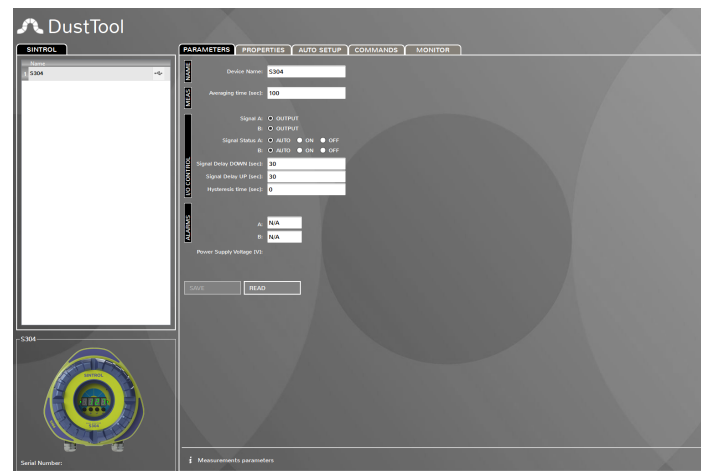 DustTool
SINTROL
Name
1 S304
PARAMETERS PROPERTIES AUTO SETUP COMMANDS MONITOR
NAME
Device Name: S304
MEAS
Averaging time (sec): 100
I/O CONTROL
Signal A: OUTPUT
B: OUTPUT
Signal Status A: AUTO ON OFF
B: AUTO ON OFF
Signal Delay DOWN (sec): 30
Signal Delay UP (sec): 30
Hysteresis time (sec): 0
ALARMS
A: N/A
B: N/A
Power Supply Voltage (V):
SAVE READ
S304
SINTROL
S304
Serial Number:
i Measurements parameters